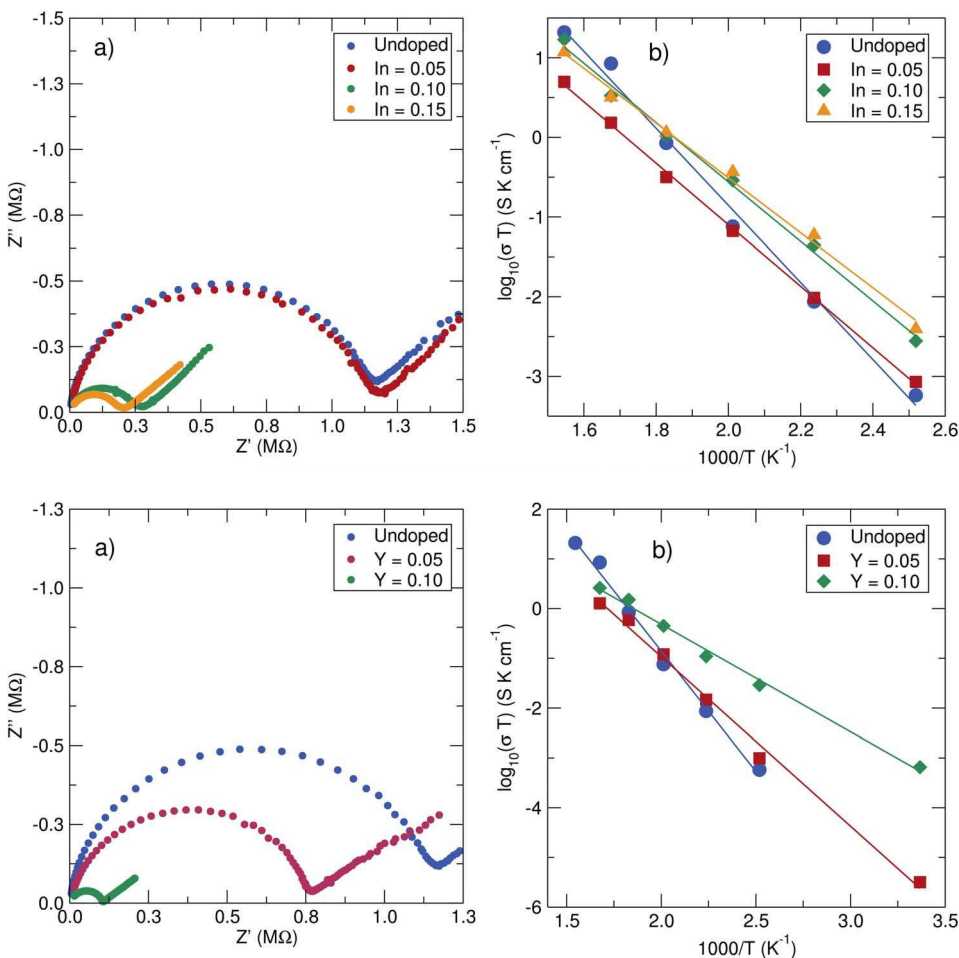 a)
Undoped
In = 0.05
In = 0.10
In = 0.15
-1.5
-1.3
-1.0
-0.8
-0.5
-0.3
0.0
Z'' (MΩ)
0.0 0.3 0.5 0.8 1.0 1.3 1.5
Z' (MΩ)
b)
Undoped
In = 0.05
In = 0.10
In = 0.15
1
0
-1
-2
-3
log10(σ T) (S K cm⁻¹)
1.6 1.8 2.0 2.2 2.4 2.6
1000/T (K⁻¹)
a)
Undoped
Y = 0.05
Y = 0.10
-1.3
-1.0
-0.8
-0.5
-0.3
0.0
Z'' (MΩ)
0.0 0.3 0.5 0.8 1.0 1.3
Z' (MΩ)
b)
Undoped
Y = 0.05
Y = 0.10
2
0
-2
-4
-6
log10(σ T) (S K cm⁻¹)
1.5 2.0 2.5 3.0 3.5
1000/T (K⁻¹)